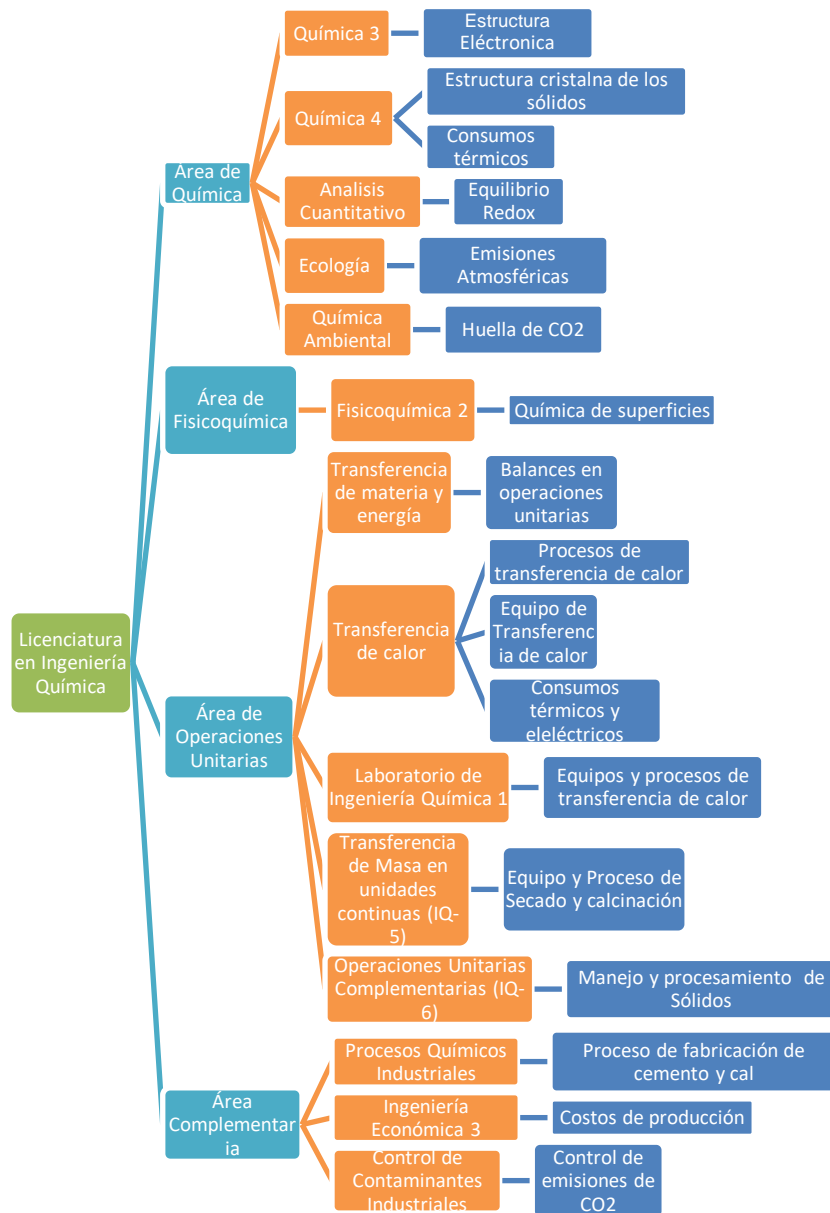 Licenciatura
en Ingeniería
Química
Área de
Química
Química 3
Estructura
Eléctronica
Química 4
Estructura cristalna de los
sólidos
Consumos
térmicos
Analisis
Cuantitativo
Equilibrio
Redox
Ecología
Emisiones
Atmosféricas
Química
Ambiental
Huella de CO2
Área de
Fisicoquímica
Fisicoquímica 2
Química de superficies
Área de
Operaciones
Unitarias
Transferencia
de materia y
energía
Balances en
operaciones
unitarias
Transferencia
de calor
Procesos de
transferencia de calor
Equipo de
Transferenc
ia de calor
Consumos
térmicos y
eleléctricos
Laboratorio de
Ingeniería Química 1
Equipos y procesos de
transferencia de calor
Transferencia
de Masa en
unidades
continuas (IQ-
5)
Equipo y Proceso de
Secado y calcinación
Operaciones Unitarias
Complementarias (IQ-
6)
Manejo y procesamiento de
Sólidos
Área
Complementar
ia
Procesos Químicos
Industriales
Proceso de fabricación de
cemento y cal
Ingeniería
Económica 3
Costos de producción
Control de
Contaminantes
Industriales
Control de
emisiones de
CO2